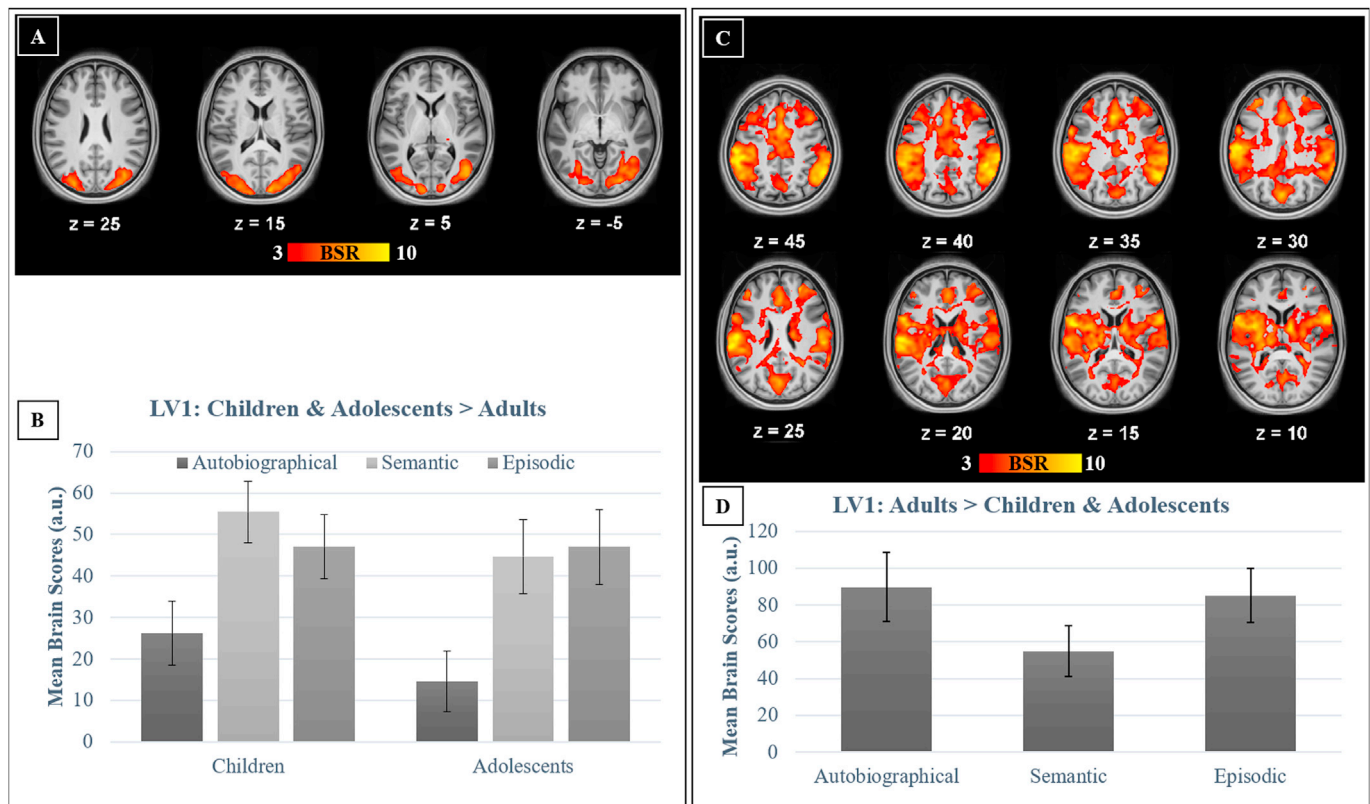 A
z = 25 z = 15 z = 5 z = -5
3 BSR 10
B
LV1: Children & Adolescents > Adults
Autobiographical Semantic Episodic
Mean Brain Scores (a.u.)
70
60
50
40
30
20
10
0
Children Adolescents
C
z = 45 z = 40 z = 35 z = 30
z = 25 z = 20 z = 15 z = 10
3 BSR 10
D
LV1: Adults > Children & Adolescents
Mean Brain Scores (a.u.)
120
100
80
60
40
20
0
Autobiographical Semantic Episodic